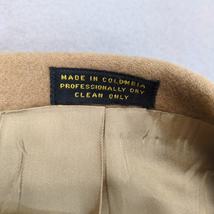 MADE IN COLOMBIA
PROFESSIONALLY DRY
CLEAN ONLY